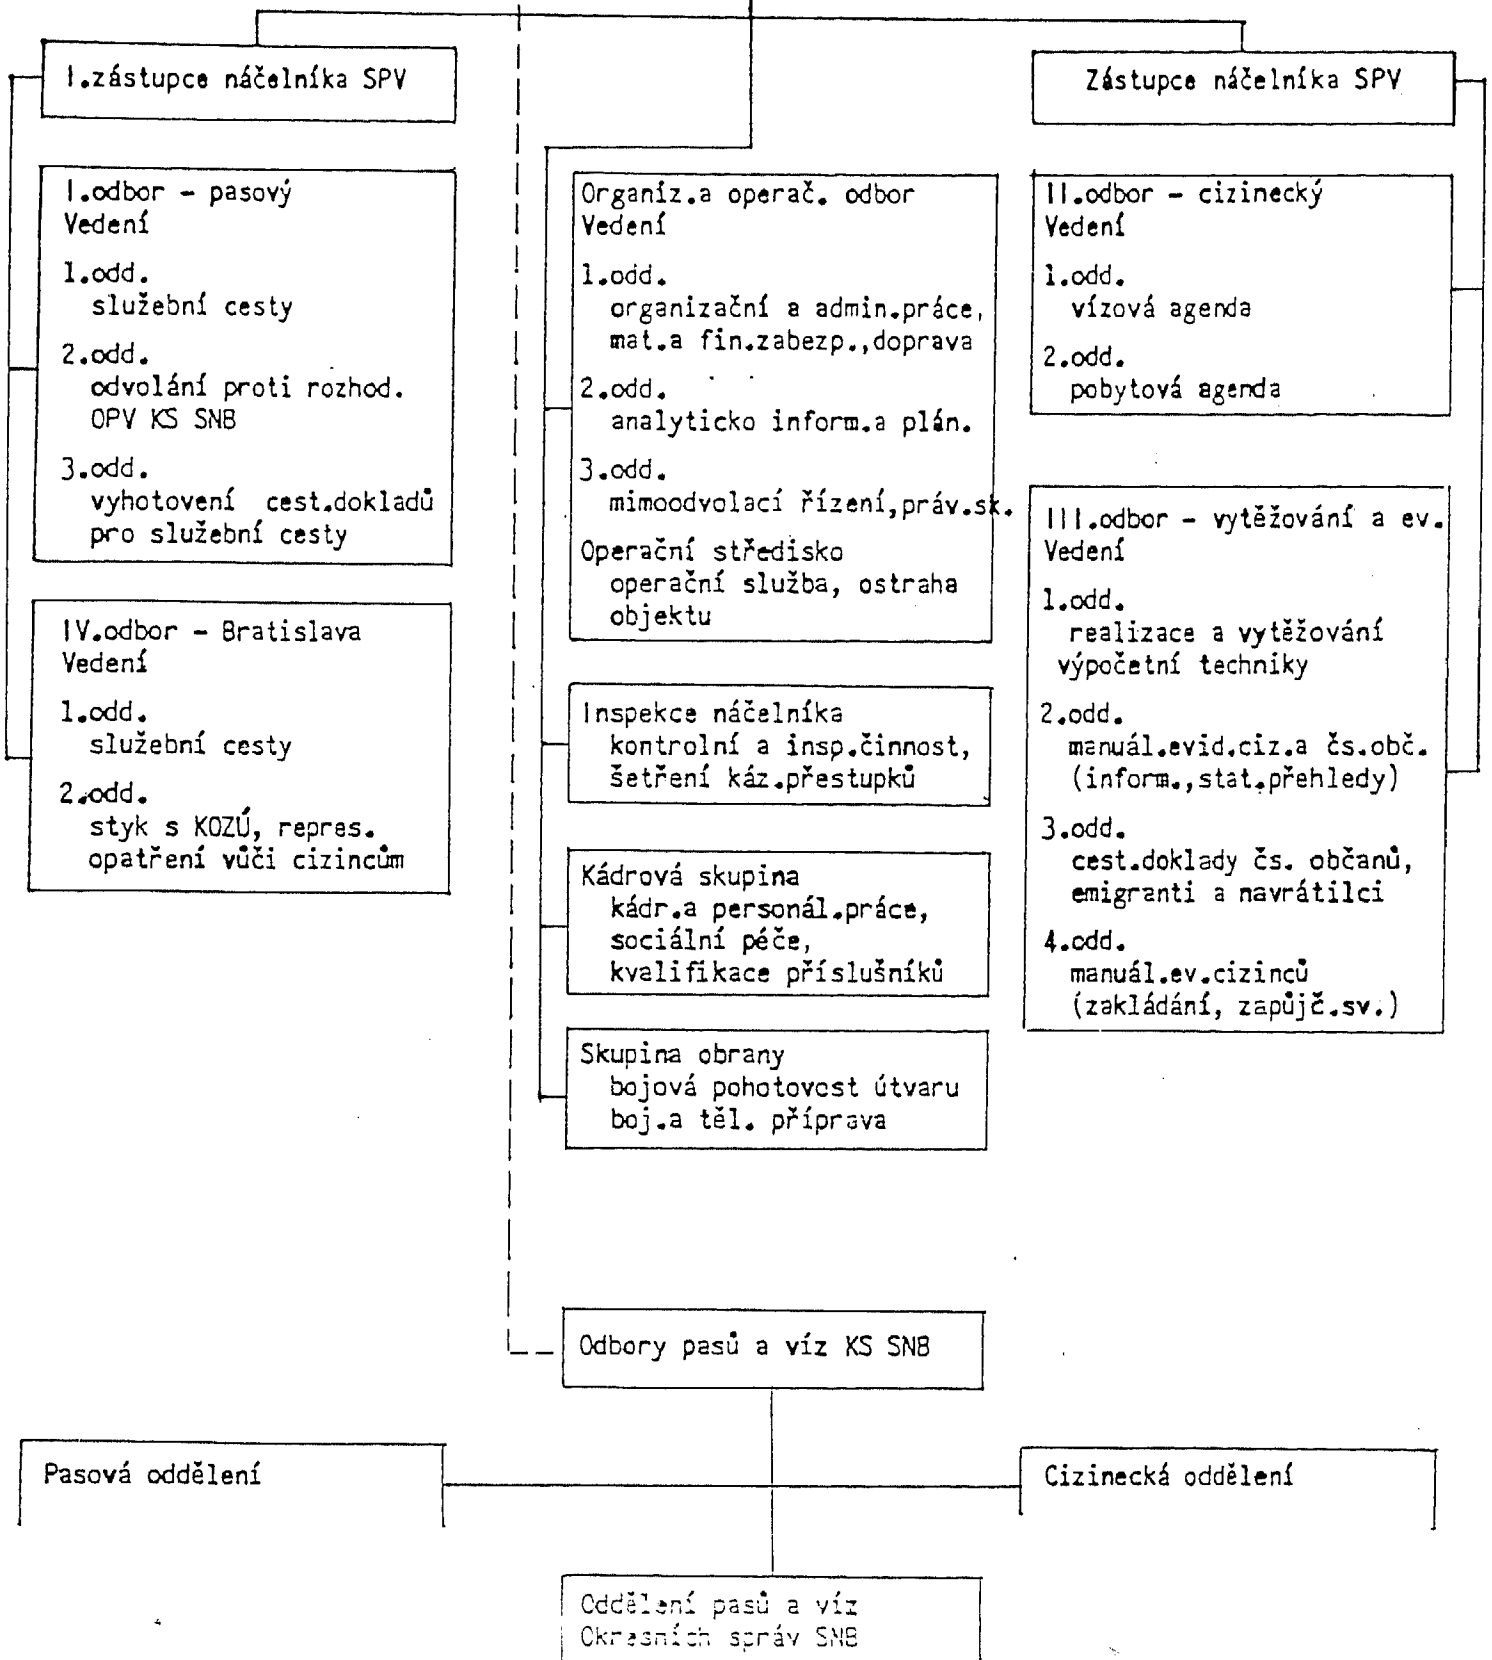 I.zástupce náčelníka SPV
Zástupce náčelníka SPV
I.odbor - pasový
Vedení
1.odd.
služební cesty
2.odd.
odvolání proti rozhod.
OPV KS SNB
3.odd.
vyhotovení cest.dokladů
pro služební cesty
IV.odbor - Bratislava
Vedení
1.odd.
služební cesty
2.odd.
styk s KOZÚ, repres.
opatření vůči cizincům
Organiz.a operač. odbor
Vedení
1.odd.
organizační a admin.práce,
mat.a fin.zabezp.,doprava
2.odd.
analyticko inform.a plán.
3.odd.
mimoodvolací řízení,práv.sk.
Operační středisko
operační služba, ostraha
objektu
Inspekce náčelníka
kontrolní a insp.činnost,
šetření káz.přestupků
Kádrová skupina
kádr.a personál.práce,
sociální péče,
kvalifikace příslušníků
Skupina obrany
bojová pohotovost útvaru
boj.a těl. příprava
II.odbor - cizinecký
Vedení
1.odd.
vízová agenda
2.odd.
pobytová agenda
III.odbor - vytěžování a ev.
Vedení
1.odd.
realizace a vytěžování
výpočetní techniky
2.odd.
manuál.evid.ciz.a čs.obč.
(inform.,stat.přehledy)
3.odd.
cest.doklady čs. občanů,
emigranti a navrátilci
4.odd.
manuál.ev.cizinců
(zakládání, zapůjč.sv.)
Odbory pasů a víz KS SNB
Pasová oddělení
Cizinecká oddělení
Oddělení pasů a víz
Okresních správ SNB